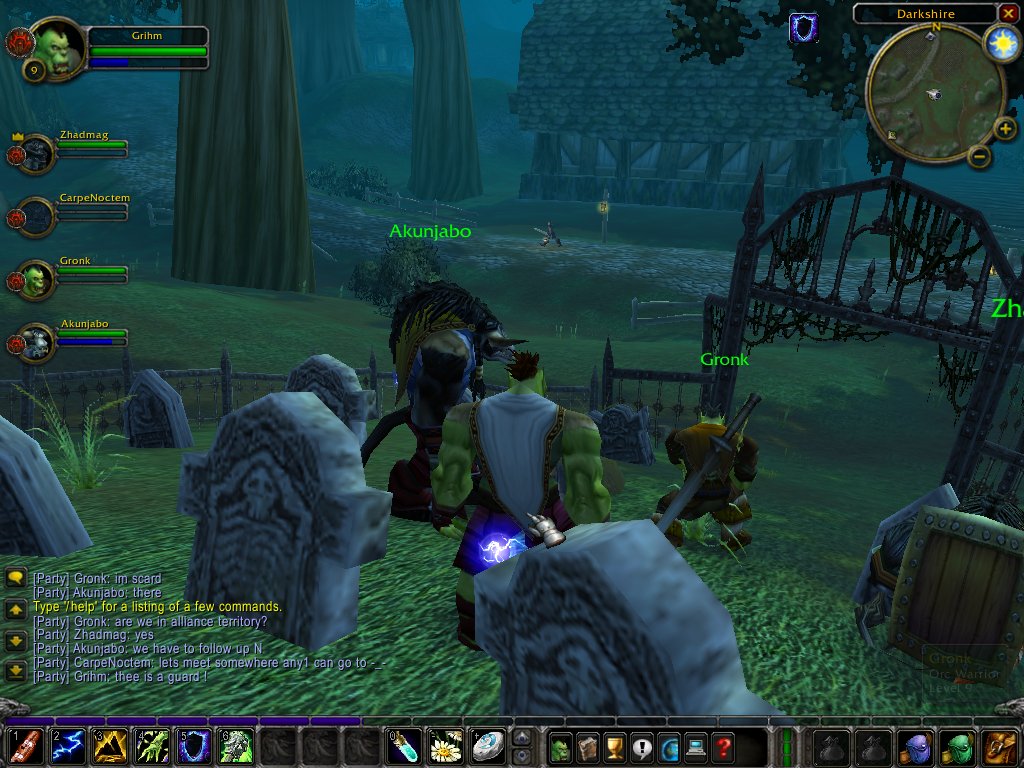 Grihm
Darkshire
N
9
Zhadmag
CarpeNoctem
Gronk
Akunjabo
Akunjabo
Zha
Gronk
[Party] Gronk: im scard
[Party] Akunjabo: there
Type '/help' for a listing of a few commands.
[Party] Gronk: are we in alliance territory?
[Party] Zhadmag: yes
[Party] Akunjabo: we have to follow up N
[Party] CarpeNoctem: lets meet somewhere any1 can go to -_-
[Party] Grihm: thee is a guard !
Gronk
Orc Warrior
Level 9
1 2 3 4 5 6 0